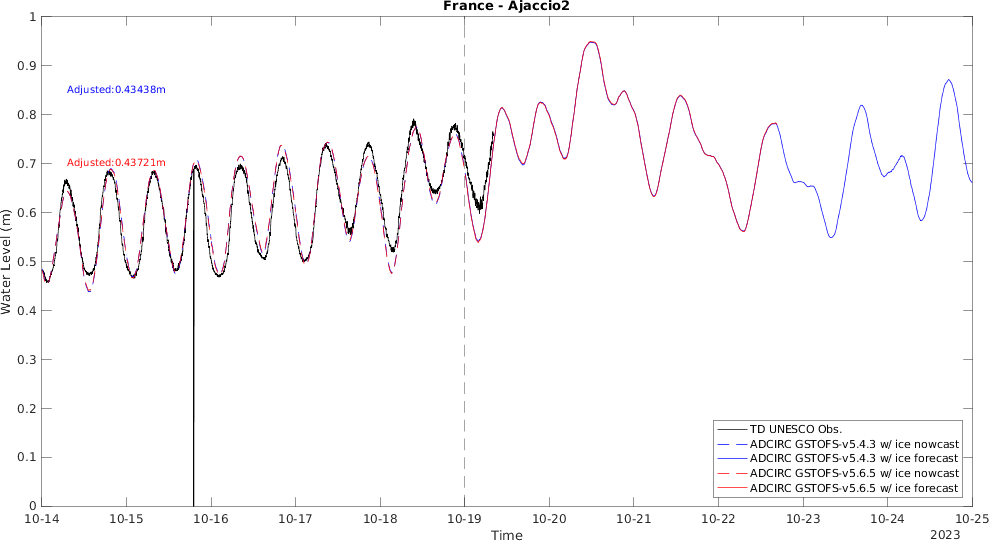 France - Ajaccio2
1
0.9
0.8
0.7
0.6
0.5
0.4
0.3
0.2
0.1
0
Water Level (m)
Adjusted:0.43438m
Adjusted:0.43721m
TD UNESCO Obs.
ADCIRC GSTOFS-v5.4.3 w/ ice nowcast
ADCIRC GSTOFS-v5.4.3 w/ ice forecast
ADCIRC GSTOFS-v5.6.5 w/ ice nowcast
ADCIRC GSTOFS-v5.6.5 w/ ice forecast
10-14 10-15 10-16 10-17 10-18 10-19 10-20 10-21 10-22 10-23 10-24 10-25
Time
2023